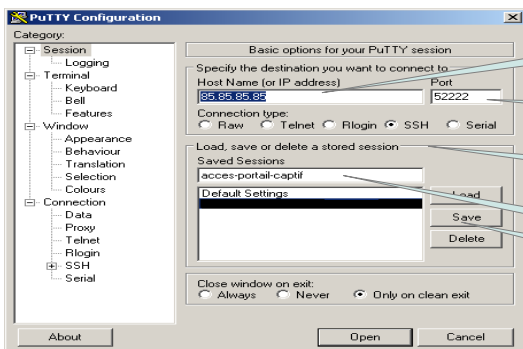 PuTTY Configuration
Category:
Session
Logging
Terminal
Keyboard
Bell
Features
Window
Appearance
Behaviour
Translation
Selection
Colours
Connection
Data
Proxy
Telnet
Rlogin
SSH
Serial
Basic options for your PuTTY session
Specify the destination you want to connect to
Host Name (or IP address) Port
85.85.85.85 52222
Connection type:
Raw Telnet Rlogin SSH Serial
Load, save or delete a stored session
Saved Sessions
acces-portail-captif
Default Settings
Load
Save
Delete
Close window on exit:
Always Never Only on clean exit
About Open Cancel